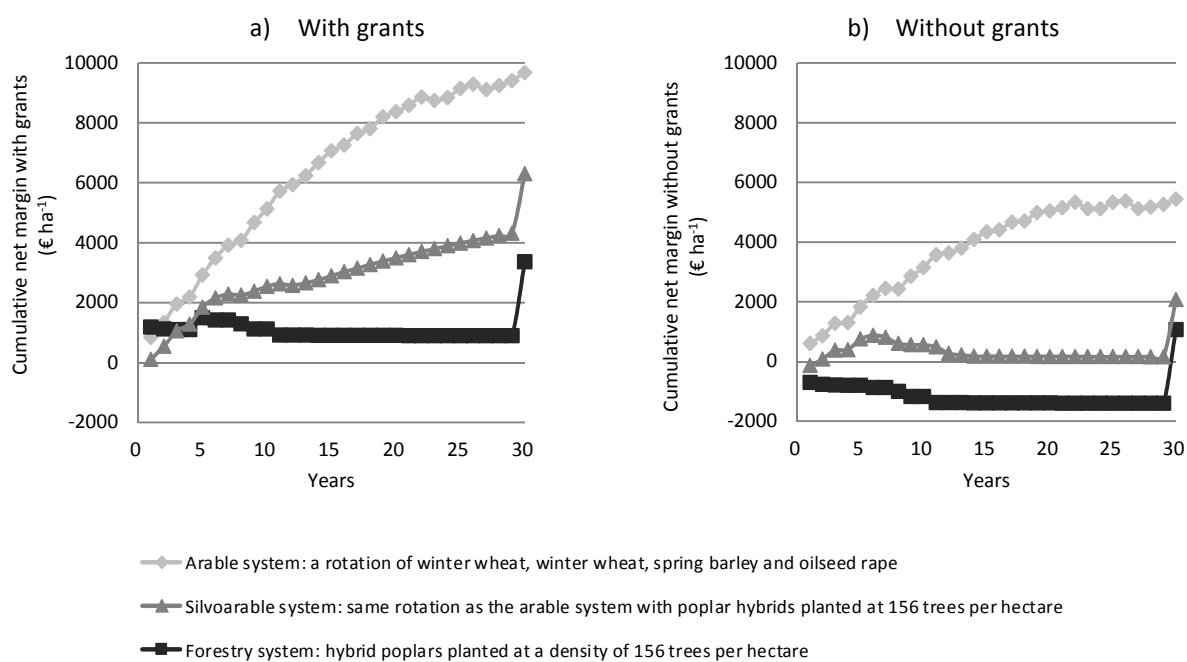 a) With grants
b) Without grants
Cumulative net margin with grants
(€ ha-1)
10000
8000
6000
4000
2000
0
-2000
0 5 10 15 20 25 30
Years
Cumulative net margin without grants
(€ ha-1)
10000
8000
6000
4000
2000
0
-2000
0 5 10 15 20 25 30
Years
Arable system: a rotation of winter wheat, winter wheat, spring barley and oilseed rape
Silvoarable system: same rotation as the arable system with poplar hybrids planted at 156 trees per hectare
Forestry system: hybrid poplars planted at a density of 156 trees per hectare